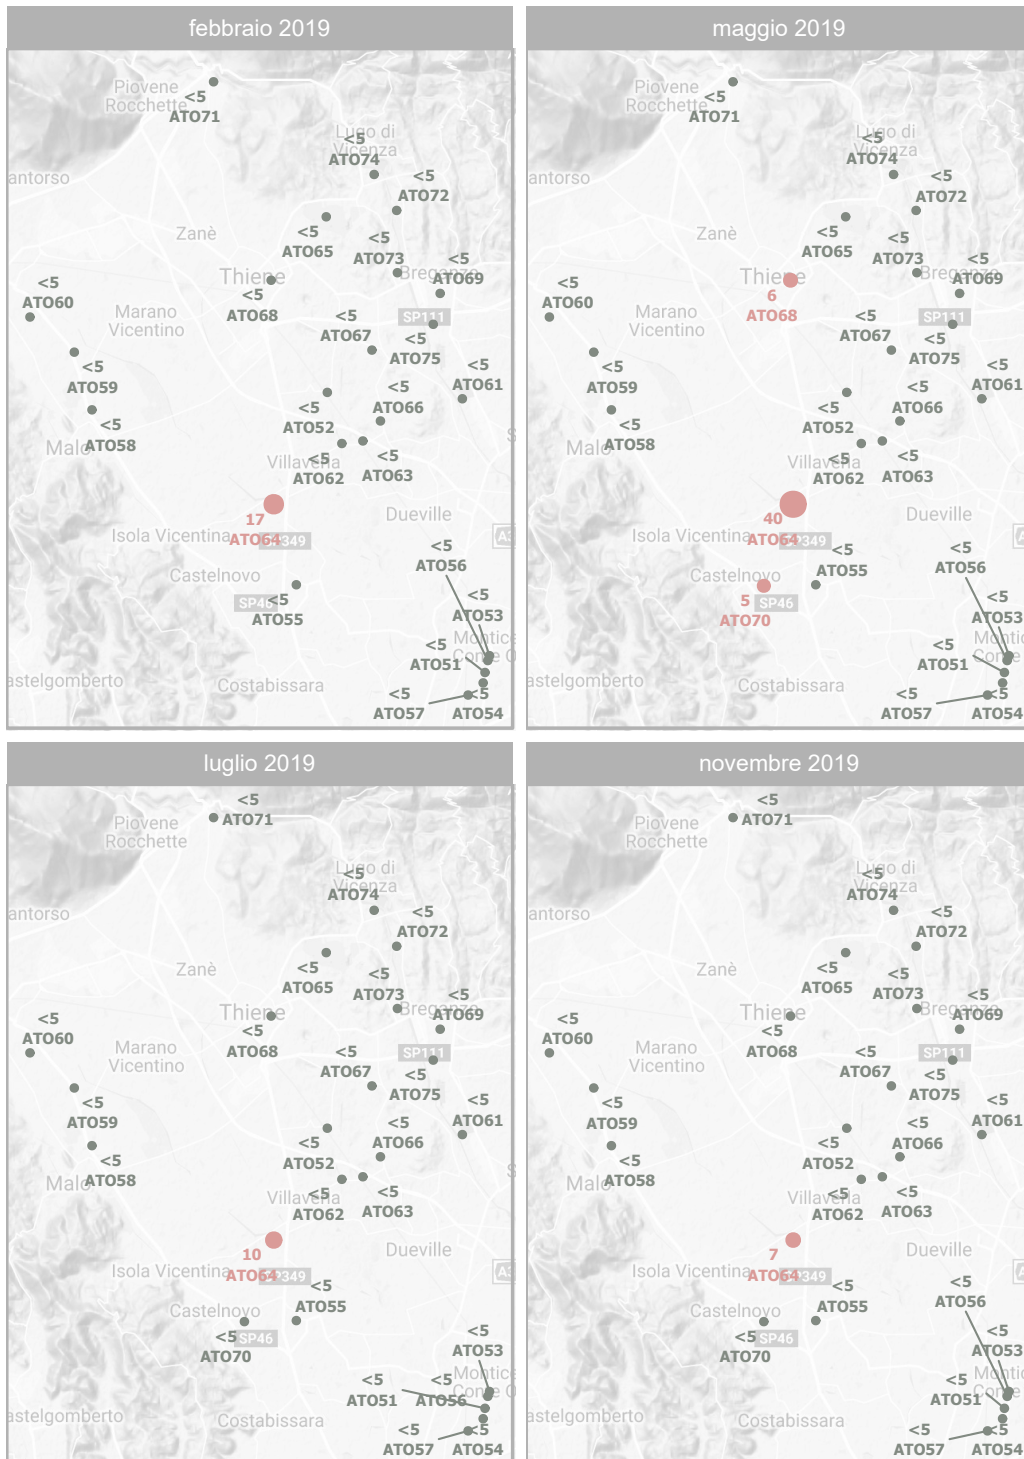 febbraio 2019
Piovene
Rocchette
<5
ATO71
Lugo di
Vicenza
<5
ATO74
antorso
<5
ATO72
Zanè
<5
ATO65
<5
ATO73
Breganze
<5
ATO69
Thiene
<5
ATO68
<5
ATO60
Marano
Vicentino
SP111
<5
ATO67
<5
ATO75
<5
ATO59
<5
ATO61
<5
ATO66
<5
ATO58
Malo
<5
ATO52
Villaverla
<5
ATO62
<5
ATO63
17
ATO64
Dueville
Isola Vicentina
SP349
<5
ATO56
Castelnovo
SP46
<5
ATO55
<5
ATO53
<5
ATO51
astelgomberto
Costabissara
<5
ATO57
<5
ATO54
maggio 2019
Piovene
Rocchette
<5
ATO71
Lugo di
Vicenza
<5
ATO74
antorso
<5
ATO72
Zanè
<5
ATO65
<5
ATO73
Breganze
<5
ATO69
Thiene
6
ATO68
<5
ATO60
Marano
Vicentino
SP111
<5
ATO67
<5
ATO75
<5
ATO59
<5
ATO61
<5
ATO66
<5
ATO58
Malo
<5
ATO52
Villaverla
<5
ATO62
<5
ATO63
40
ATO64
Dueville
Isola Vicentina
<5
ATO55
<5
ATO56
Castelnovo
5
ATO70
SP46
<5
ATO53
<5
ATO51
astelgomberto
Costabissara
<5
ATO57
<5
ATO54
luglio 2019
<5
ATO71
Piovene
Rocchette
Lugo di
Vicenza
<5
ATO74
antorso
<5
ATO72
Zanè
<5
ATO65
<5
ATO73
Breganze
<5
ATO69
Thiene
<5
ATO68
<5
ATO60
Marano
Vicentino
SP111
<5
ATO67
<5
ATO75
<5
ATO59
<5
ATO61
<5
ATO66
<5
ATO58
Malo
<5
ATO52
Villaverla
<5
ATO62
<5
ATO63
10
ATO64
Dueville
Isola Vicentina
<5
ATO55
Castelnovo
<5
ATO70
SP46
<5
ATO53
<5
ATO51
<5
ATO56
astelgomberto
Costabissara
<5
ATO57
<5
ATO54
novembre 2019
<5
ATO71
Piovene
Rocchette
Lugo di
Vicenza
<5
ATO74
antorso
<5
ATO72
Zanè
<5
ATO65
<5
ATO73
Breganze
<5
ATO69
Thiene
<5
ATO68
<5
ATO60
Marano
Vicentino
SP111
<5
ATO67
<5
ATO75
<5
ATO59
<5
ATO61
<5
ATO66
<5
ATO58
Malo
<5
ATO52
Villaverla
<5
ATO62
<5
ATO63
7
ATO64
Dueville
Isola Vicentina
<5
ATO55
<5
ATO56
Castelnovo
<5
ATO70
SP46
<5
ATO53
<5
ATO51
astelgomberto
Costabissara
<5
ATO57
<5
ATO54